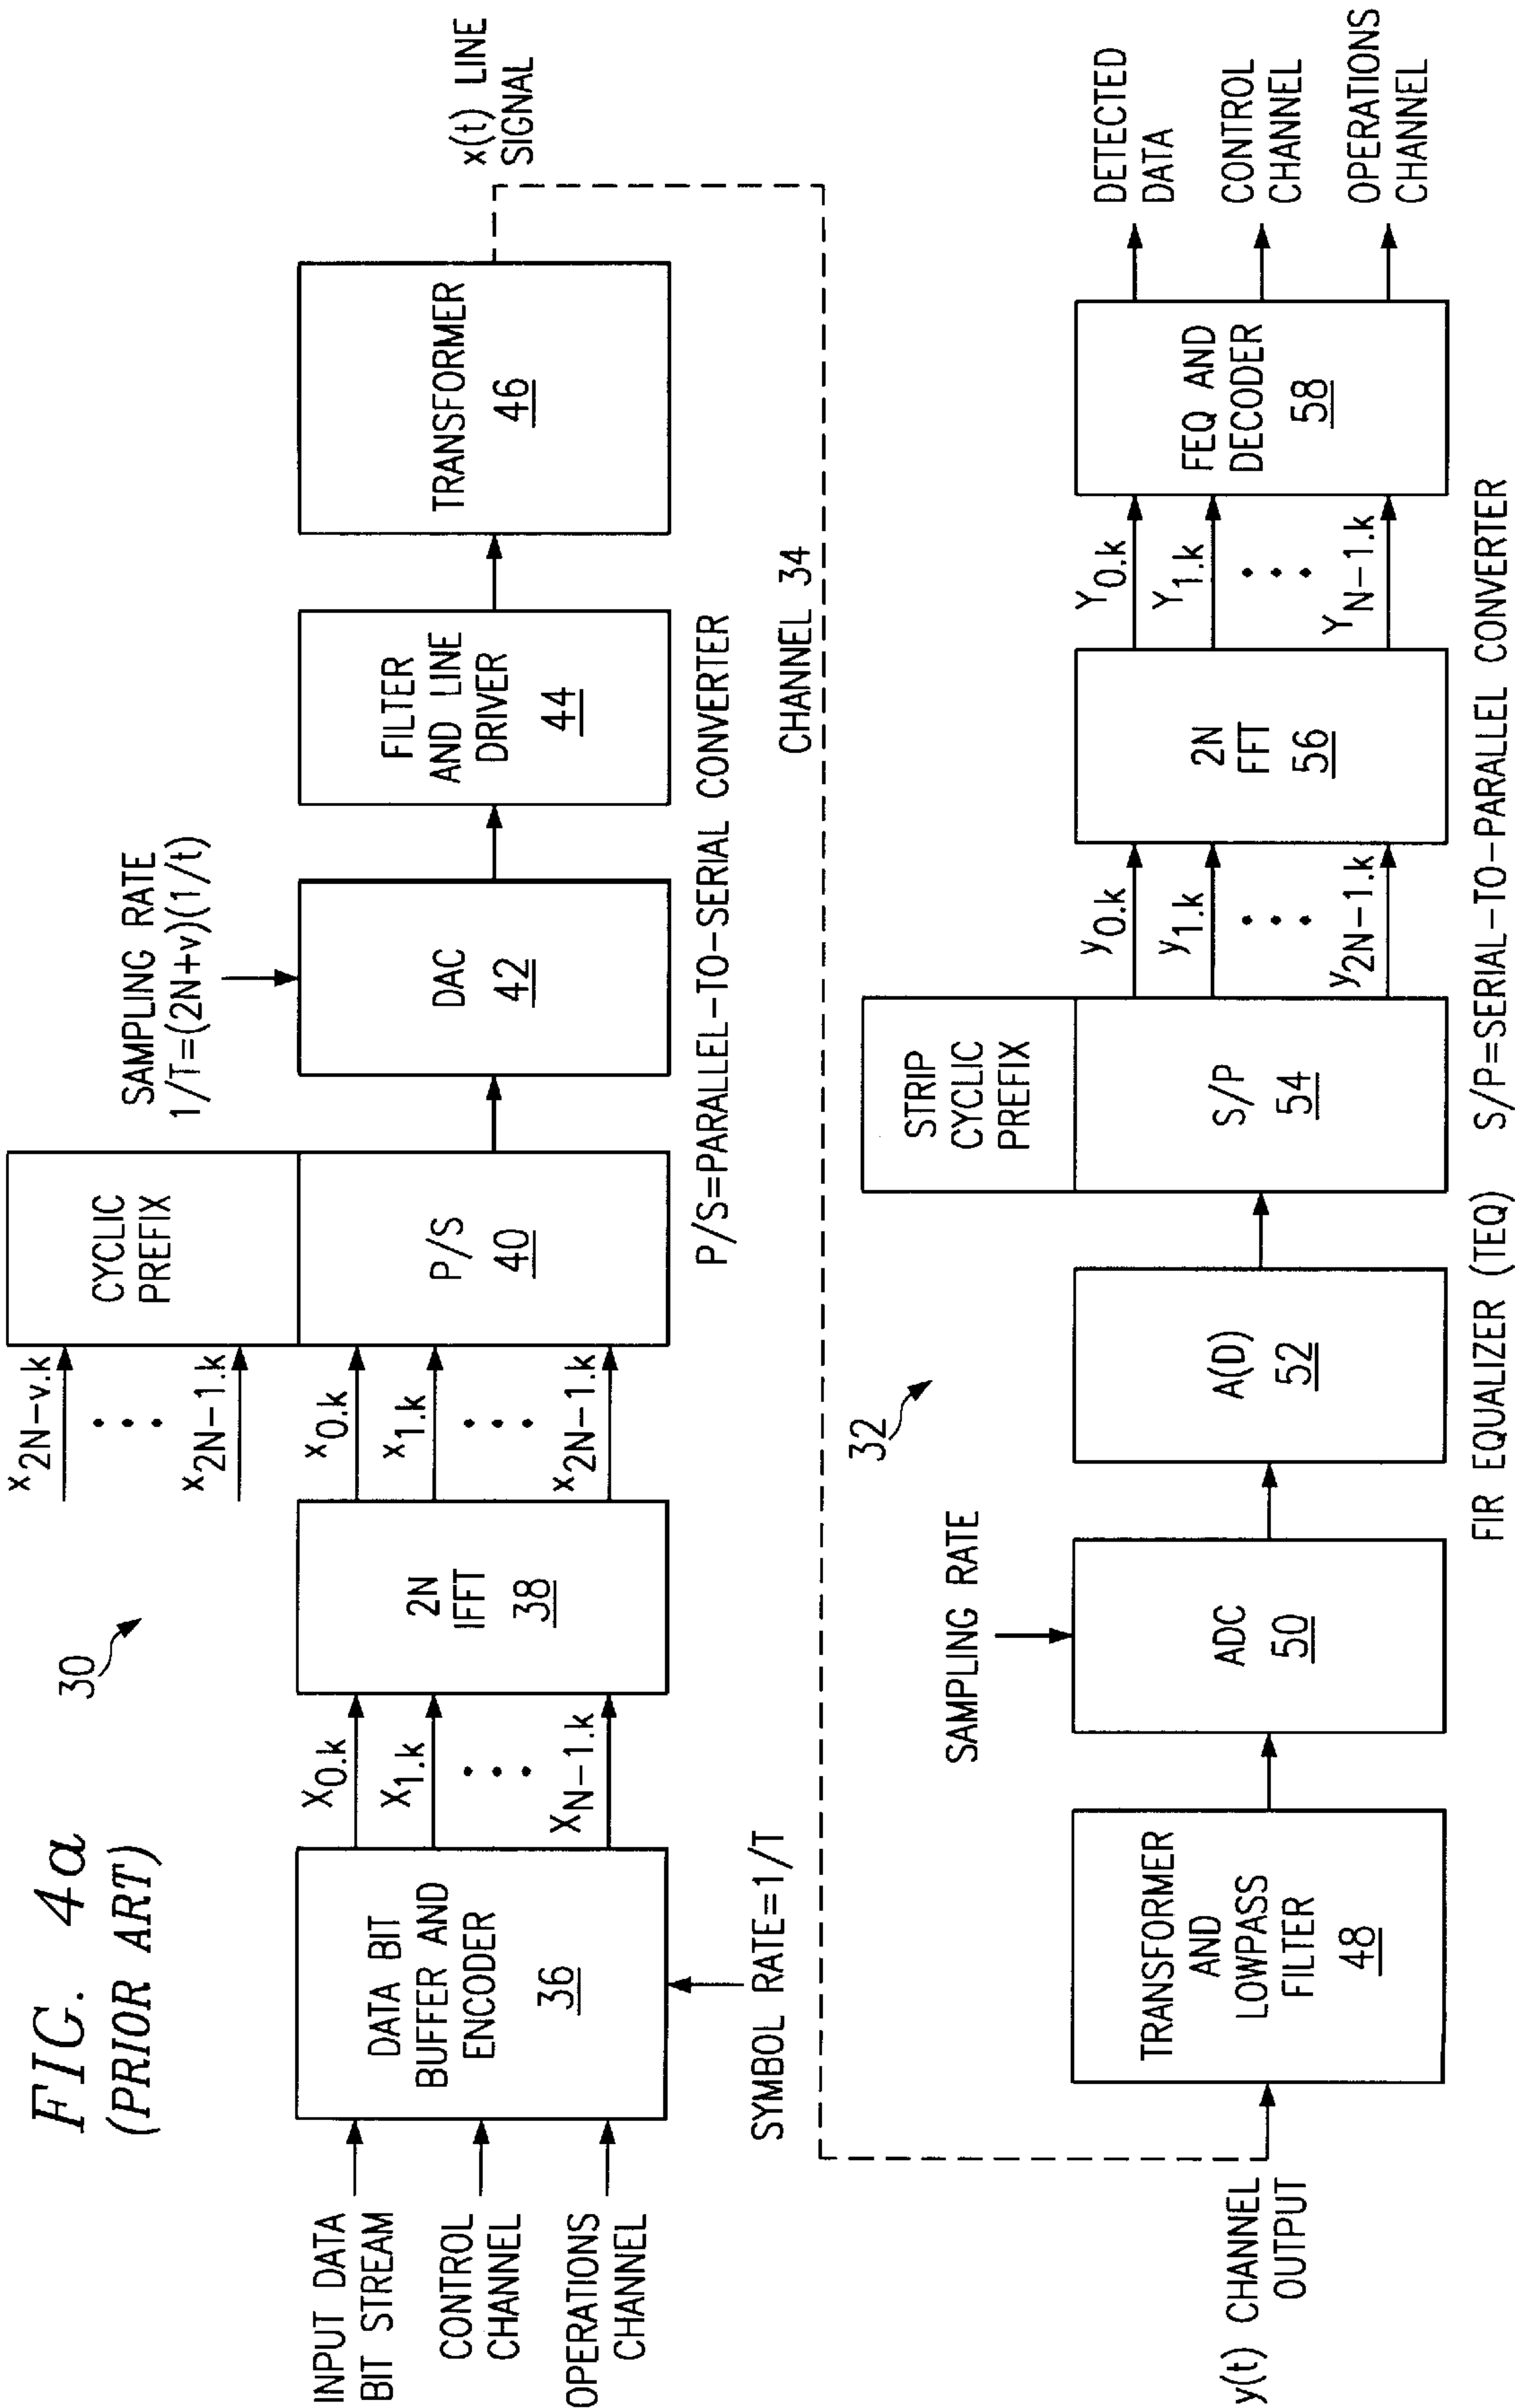 FIG. 4a
(PRIOR ART)
30
INPUT DATA
BIT STREAM
CONTROL
CHANNEL
OPERATIONS
CHANNEL
DATA BIT
BUFFER AND
ENCODER
36
SYMBOL RATE=1/T
X0.k
X1.k
XN-1.k
2N
IFFT
38
x2N-v.k
x2N-1.k
x0.k
x1.k
x2N-1.k
CYCLIC
PREFIX
P/S
40
P/S=PARALLEL-TO-SERIAL CONVERTER
SAMPLING RATE
1/T=(2N+v)(1/t)
DAC
42
FILTER
AND LINE
DRIVER
44
TRANSFORMER
46
x(t) LINE
SIGNAL
CHANNEL 34
32
y(t) CHANNEL
OUTPUT
TRANSFORMER
AND
LOWPASS
FILTER
48
SAMPLING RATE
ADC
50
A(D)
52
FIR EQUALIZER (TEQ)
STRIP
CYCLIC
PREFIX
S/P
54
S/P=SERIAL-TO-PARALLEL CONVERTER
y0.k
y1.k
y2N-1.k
2N
FFT
56
Y0.k
Y1.k
YN-1.k
FEQ AND
DECODER
58
DETECTED
DATA
CONTROL
CHANNEL
OPERATIONS
CHANNEL